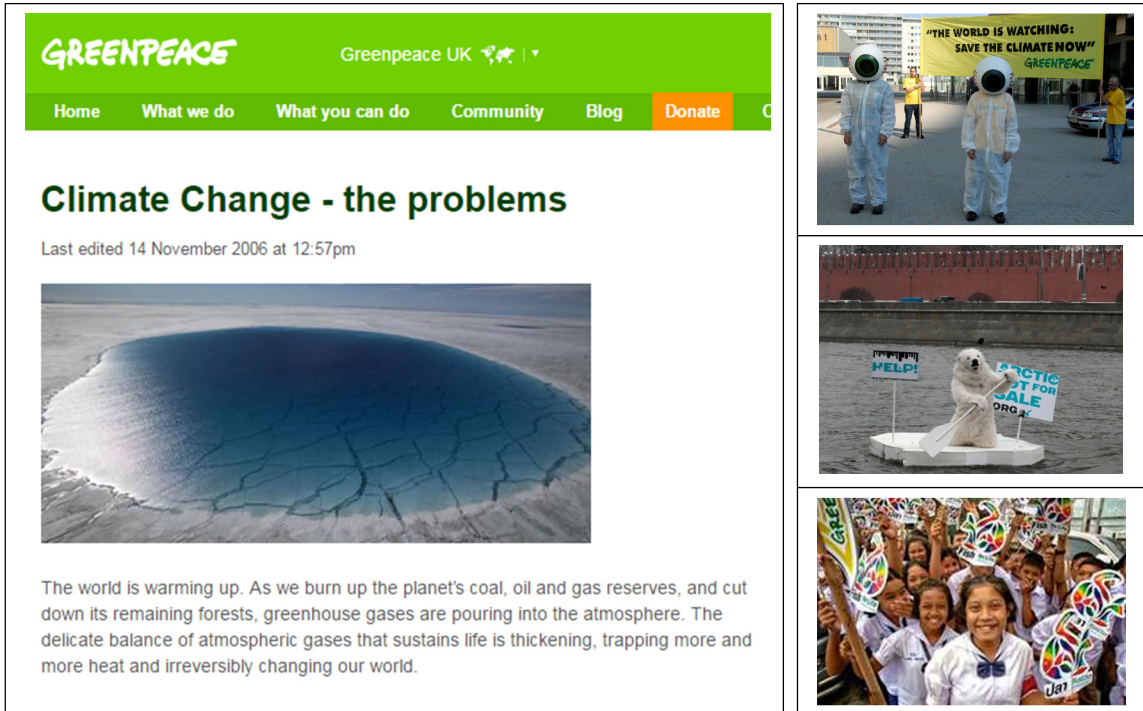 GREENPEACE
Greenpeace UK
Home What we do What you can do Community Blog Donate
Climate Change - the problems
Last edited 14 November 2006 at 12:57pm
The world is warming up. As we burn up the planet's coal, oil and gas reserves, and cut
down its remaining forests, greenhouse gases are pouring into the atmosphere. The
delicate balance of atmospheric gases that sustains life is thickening, trapping more and
more heat and irreversibly changing our world.
"THE WORLD IS WATCHING:
SAVE THE CLIMATE NOW"
GREENPEACE
HELP!
ARCTIC
NOT FOR
SALE
.ORG
GREE
Fish